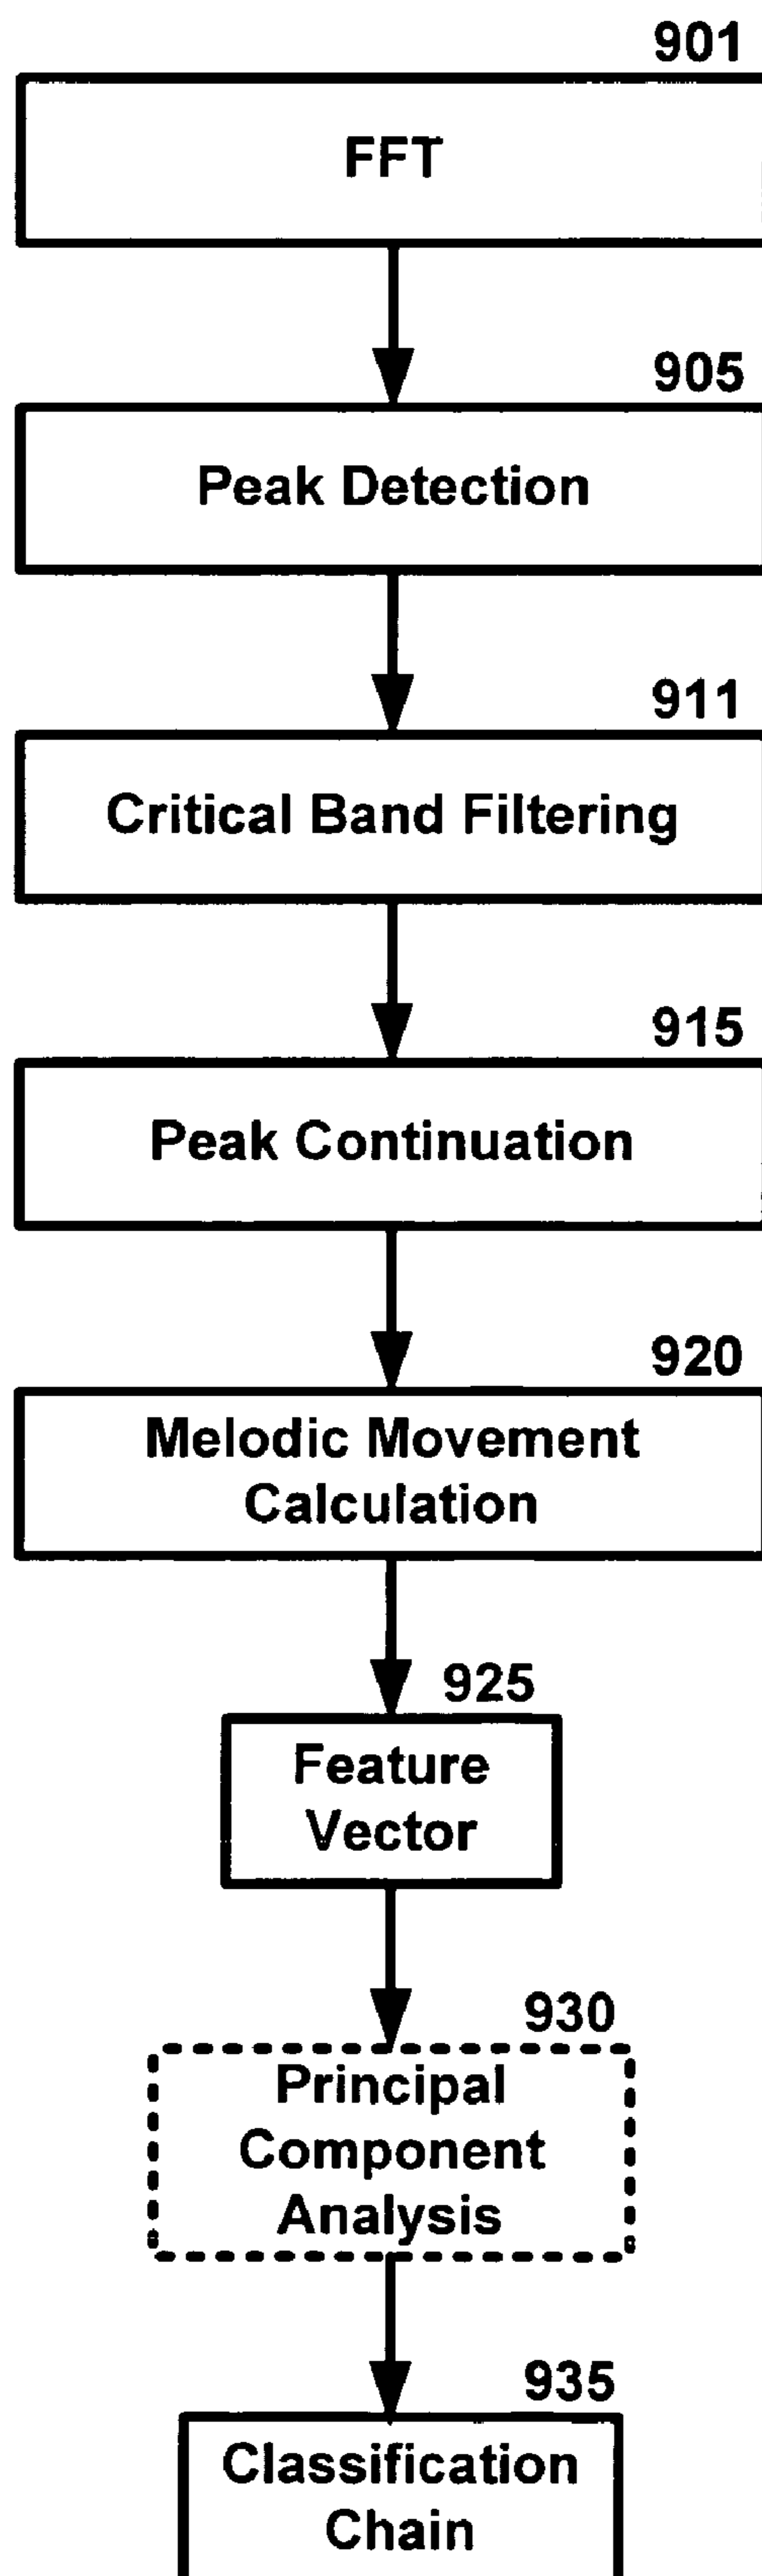 901
FFT
905
Peak Detection
911
Critical Band Filtering
915
Peak Continuation
920
Melodic Movement
Calculation
925
Feature
Vector
930
Principal
Component
Analysis
935
Classification
Chain